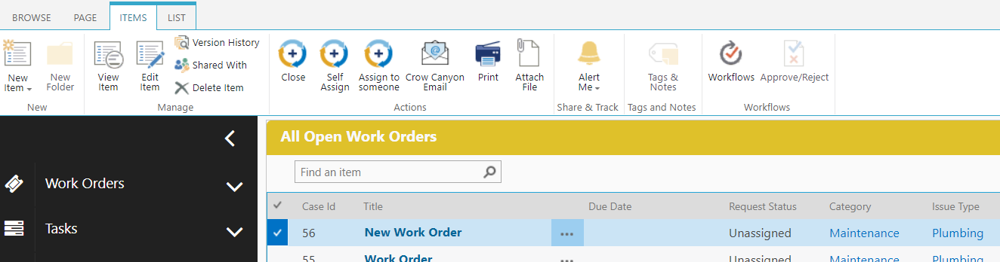 BROWSE PAGE ITEMS LIST
New Item
New Folder
View Item
Edit Item
Version History
Shared With
Delete Item
Close
Self Assign
Assign to someone
Crow Canyon Email
Print
Attach File
Alert Me
Tags & Notes
Workflows
Approve/Reject
New
Manage
Actions
Share & Track
Tags and Notes
Workflows
Work Orders
Tasks
All Open Work Orders
Find an item
Case Id Title Due Date Request Status Category Issue Type
56 New Work Order ... Unassigned Maintenance Plumbing
55 Work Order ... Unassigned Maintenance Plumbing